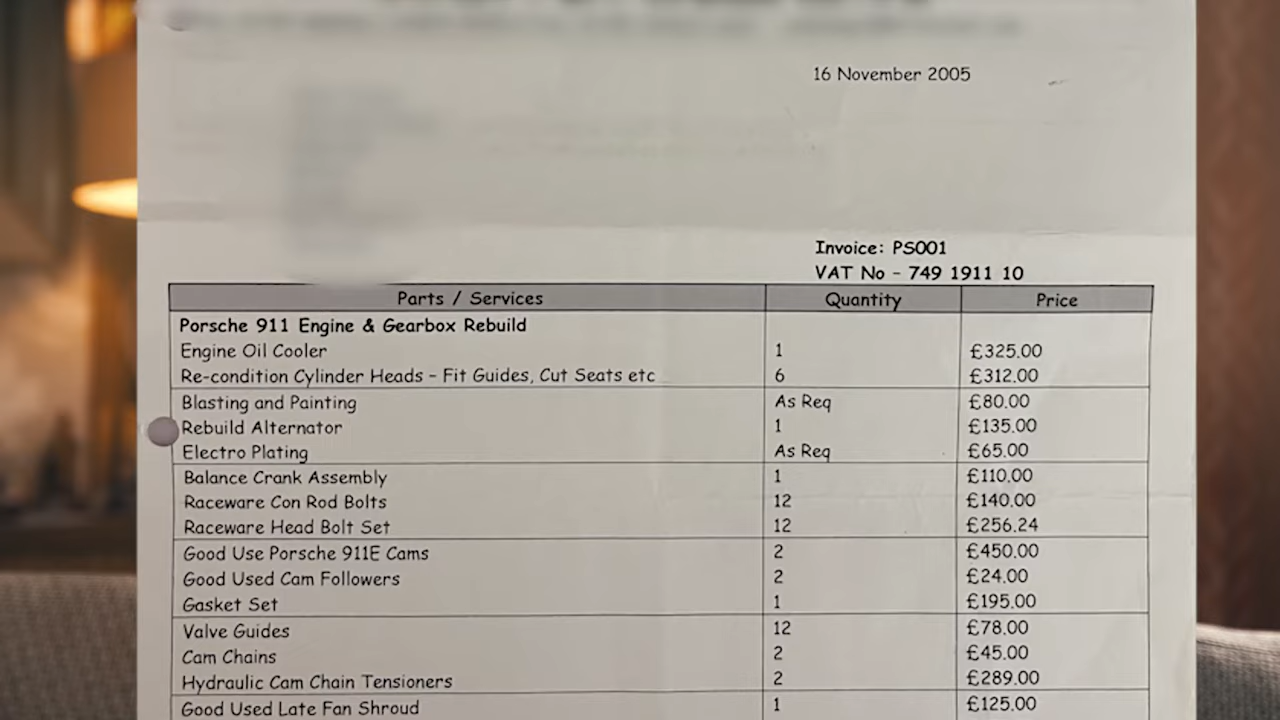 16 November 2005
Invoice: PS001
VAT No - 749 1911 10
Parts / Services Quantity Price
Porsche 911 Engine & Gearbox Rebuild
Engine Oil Cooler 1 £325.00
Re-condition Cylinder Heads - Fit Guides, Cut Seats etc 6 £312.00
Blasting and Painting As Req £80.00
Rebuild Alternator 1 £135.00
Electro Plating As Req £65.00
Balance Crank Assembly 1 £110.00
Raceware Con Rod Bolts 12 £140.00
Raceware Head Bolt Set 12 £256.24
Good Use Porsche 911E Cams 2 £450.00
Good Used Cam Followers 2 £24.00
Gasket Set 1 £195.00
Valve Guides 12 £78.00
Cam Chains 2 £45.00
Hydraulic Cam Chain Tensioners 2 £289.00
Good Used Late Fan Shroud 1 £125.00